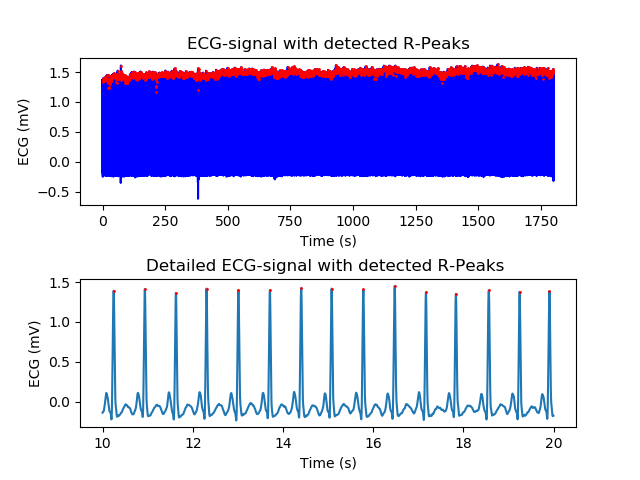 ECG-signal with detected R-Peaks
1.5
1.0
0.5
0.0
−0.5
ECG (mV)
0 250 500 750 1000 1250 1500 1750
Time (s)
Detailed ECG-signal with detected R-Peaks
1.5
1.0
0.5
0.0
ECG (mV)
10 12 14 16 18 20
Time (s)